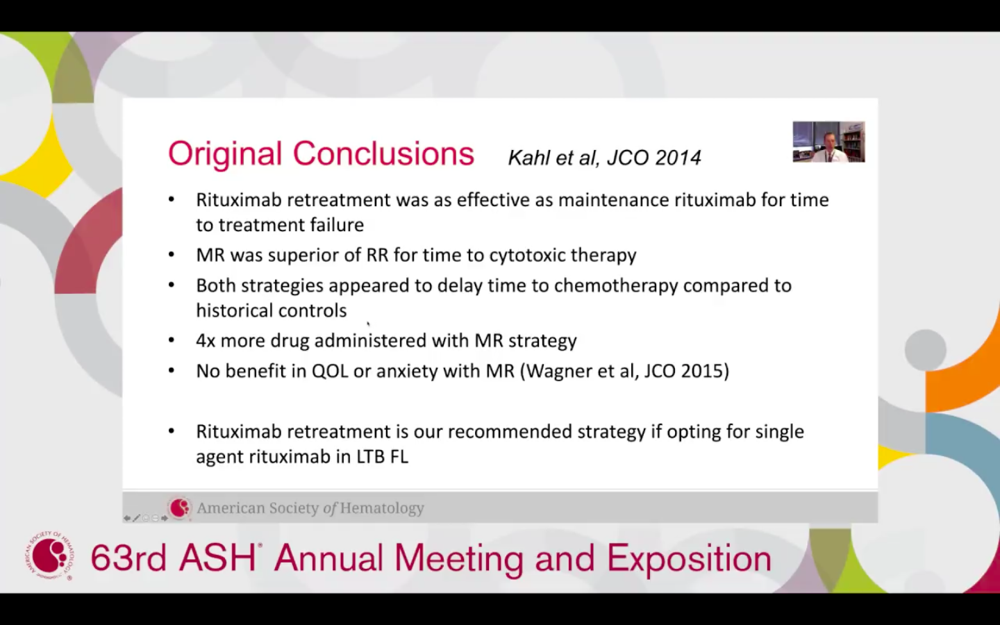 Original Conclusions Kahl et al, JCO 2014
• Rituximab retreatment was as effective as maintenance rituximab for time
to treatment failure
• MR was superior of RR for time to cytotoxic therapy
• Both strategies appeared to delay time to chemotherapy compared to
historical controls
• 4x more drug administered with MR strategy
• No benefit in QOL or anxiety with MR (Wagner et al, JCO 2015)
• Rituximab retreatment is our recommended strategy if opting for single
agent rituximab in LTB FL
American Society of Hematology
AMERICAN SOCIETY OF HEMATOLOGY
63rd ASH® Annual Meeting and Exposition